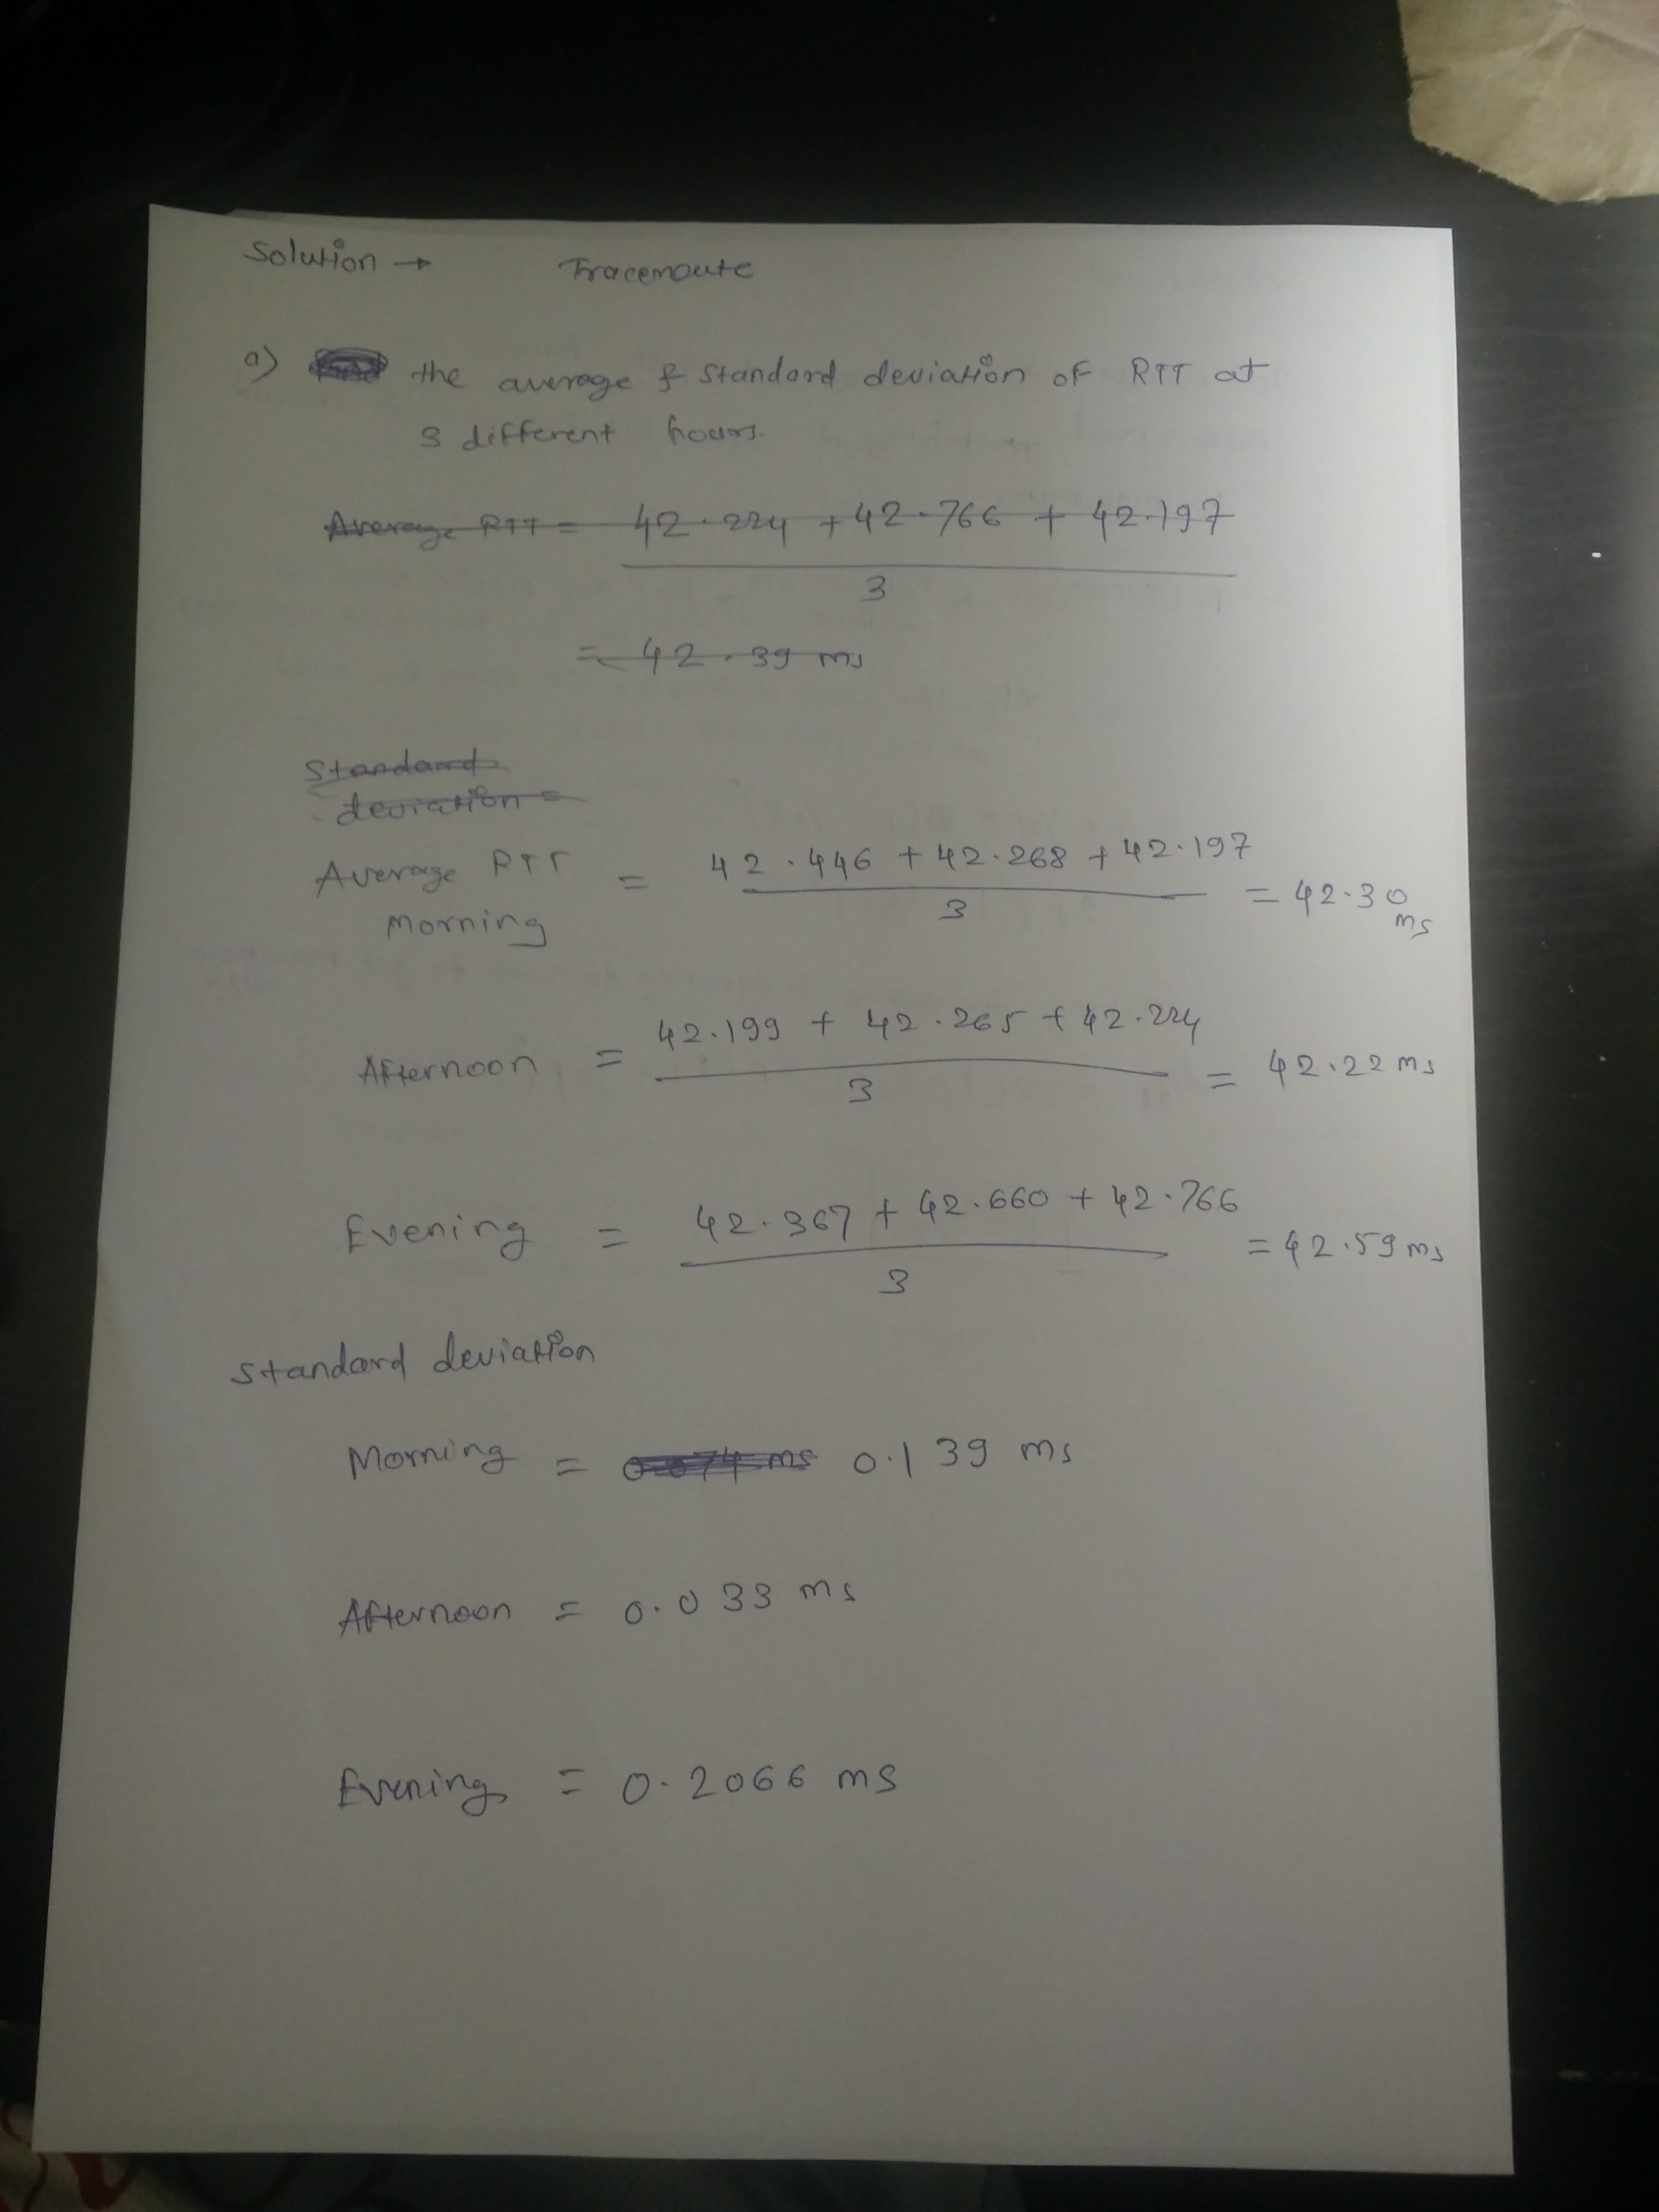 Solution → Traceroute
a) the average & standard deviation of RTT at
3 different hours.
Average RTT = 42.224 + 42.766 + 42.197
3
= 42.39 ms
Standard
deviation =
Average RTT = 42.446 + 42.268 + 42.197 = 42.30 ms
3
Morning
Afternoon = 42.199 + 42.265 + 42.224 = 42.22 ms
3
Evening = 42.367 + 42.660 + 42.766 = 42.59 ms
3
Standard deviation
Morning = 0.139 ms
Afternoon = 0.033 ms
Evening = 0.2066 ms